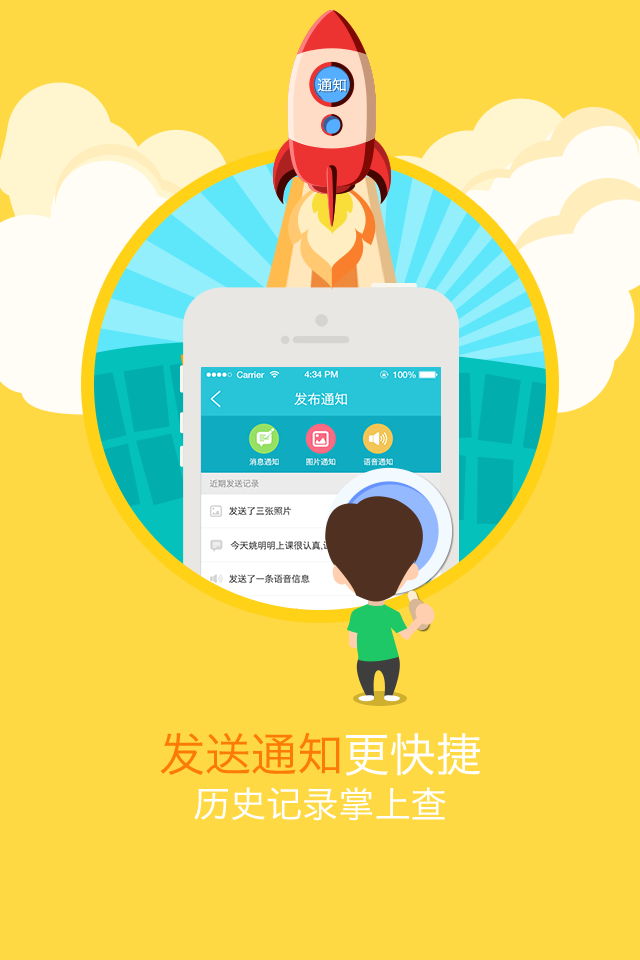 通知
Carrier 4:34 PM 100%
发布通知
消息通知 图片通知 语音通知
近期发送记录
发送了三张照片
今天姚明明上课很认真,
发送了一条语音信息
发送通知更快捷
历史记录掌上查